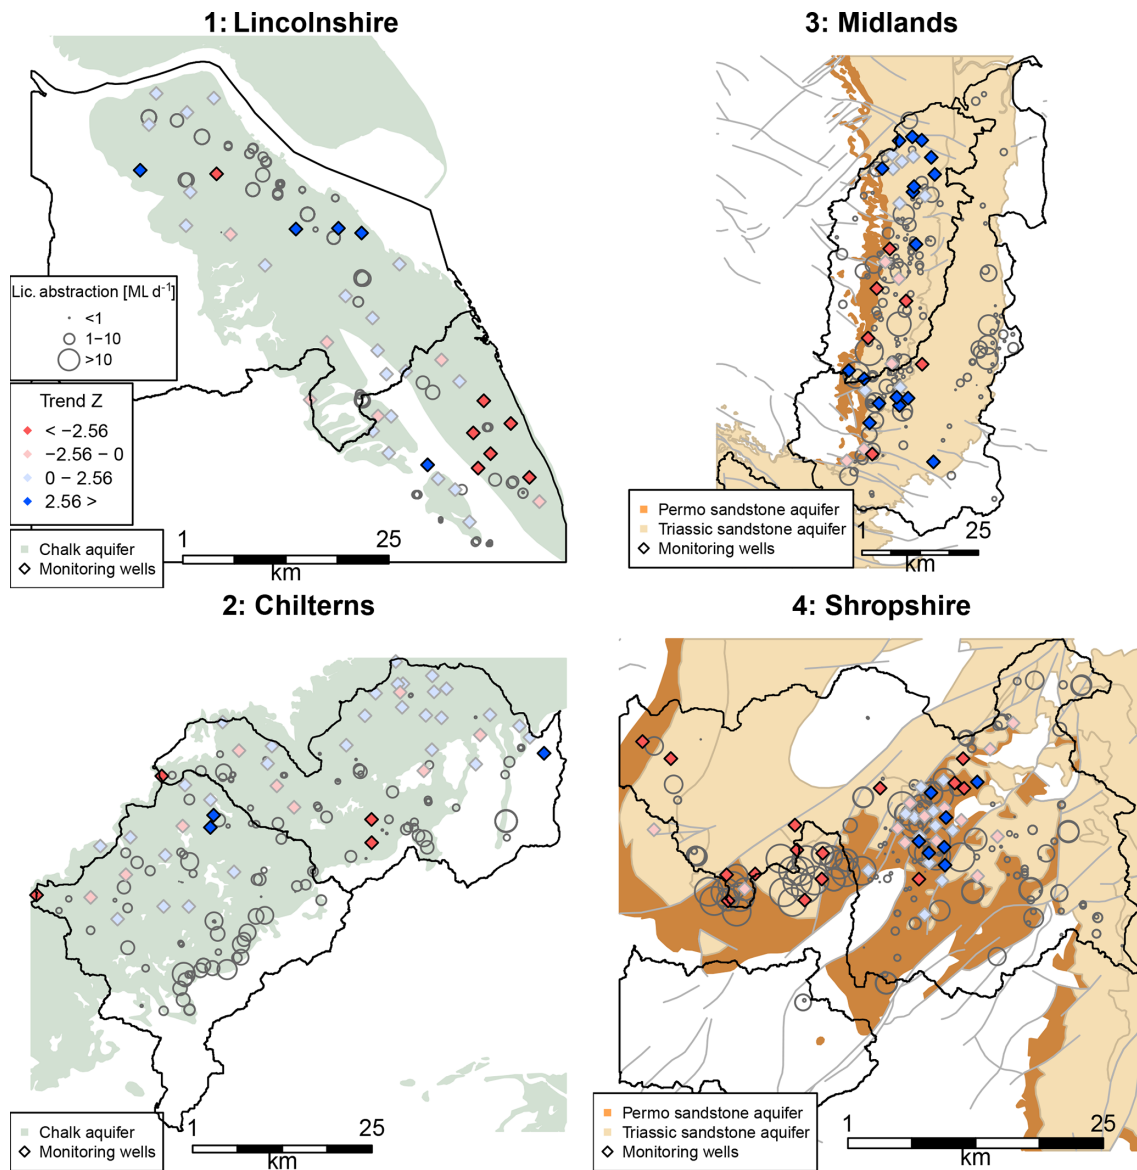 1: Lincolnshire
Lic. abstraction [ML d⁻¹]
<1
1–10
>10
Trend Z
< −2.56
−2.56 – 0
0 – 2.56
2.56 >
Chalk aquifer
Monitoring wells
1 25
km
3: Midlands
Permo sandstone aquifer
Triassic sandstone aquifer
Monitoring wells
1 25
km
2: Chilterns
Chalk aquifer
Monitoring wells
1 25
km
4: Shropshire
Permo sandstone aquifer
Triassic sandstone aquifer
Monitoring wells
1 25
km